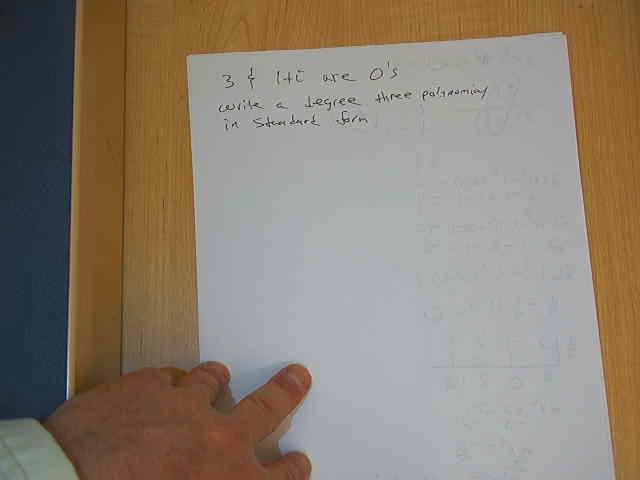 3 & 1+i are 0's
write a degree three polynomial
in Standard form